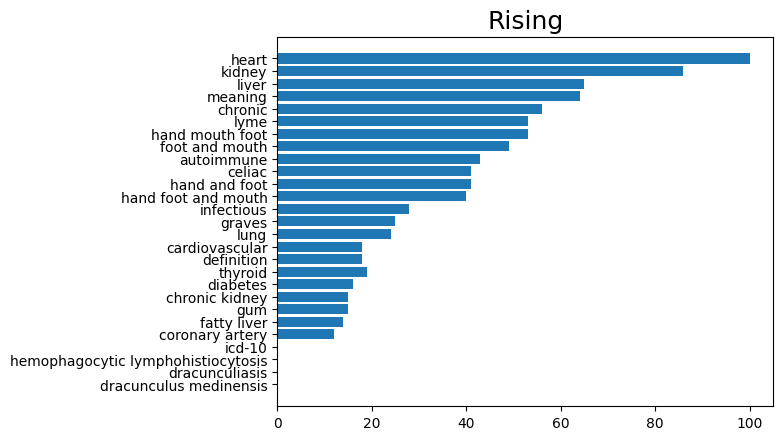 Rising
heart
kidney
liver
meaning
chronic
lyme
hand mouth foot
foot and mouth
autoimmune
celiac
hand and foot
hand foot and mouth
infectious
graves
lung
cardiovascular
definition
thyroid
diabetes
chronic kidney
gum
fatty liver
coronary artery
icd-10
hemophagocytic lymphohistiocytosis
dracunculiasis
dracunculus medinensis
0 20 40 60 80 100